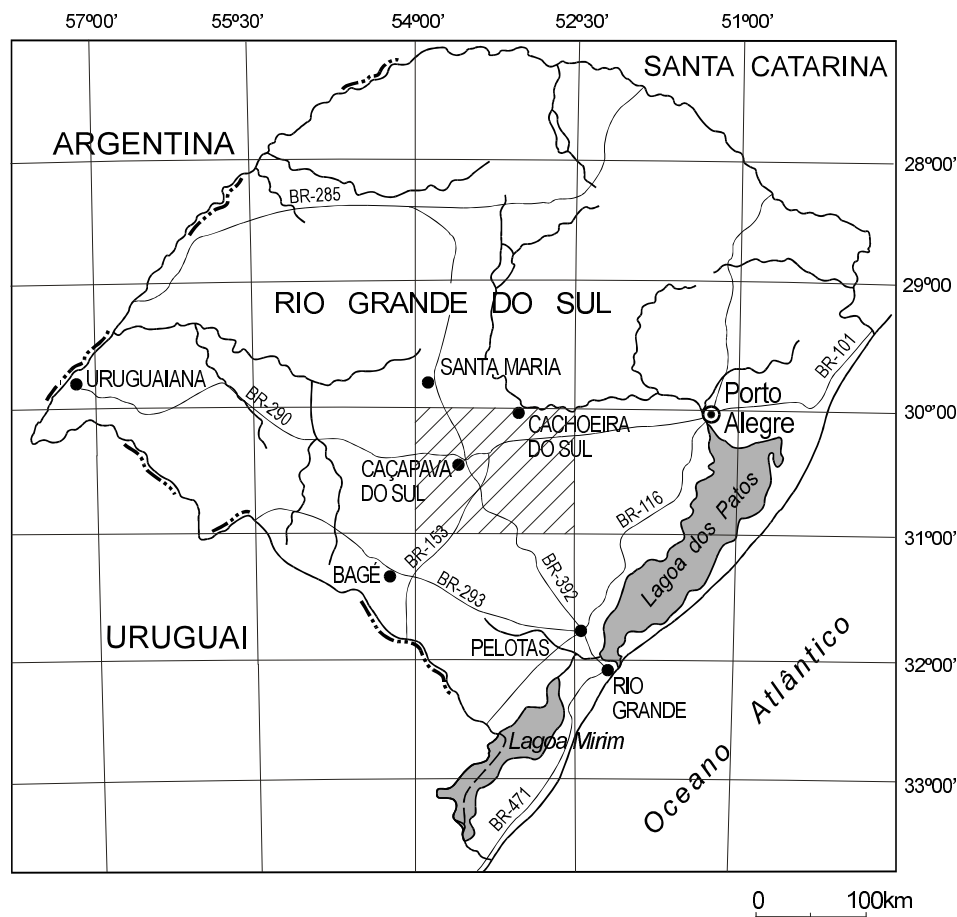 57º00'
55º30'
54º00'
52º30'
51º00'
SANTA CATARINA
ARGENTINA
28º00'
BR-285
29º00'
RIO GRANDE DO SUL
BR-101
SANTA MARIA
URUGUAIANA
BR-290
Porto
Alegre
30º00'
CACHOEIRA
DO SUL
CAÇAPAVA
DO SUL
BR-116
Lagoa dos Patos
31º00'
BR-153
BR-392
BAGÉ
BR-293
URUGUAI
PELOTAS
32º00'
RIO
GRANDE
Oceano Atlântico
Lagoa Mirim
33º00'
BR-471
0 100km